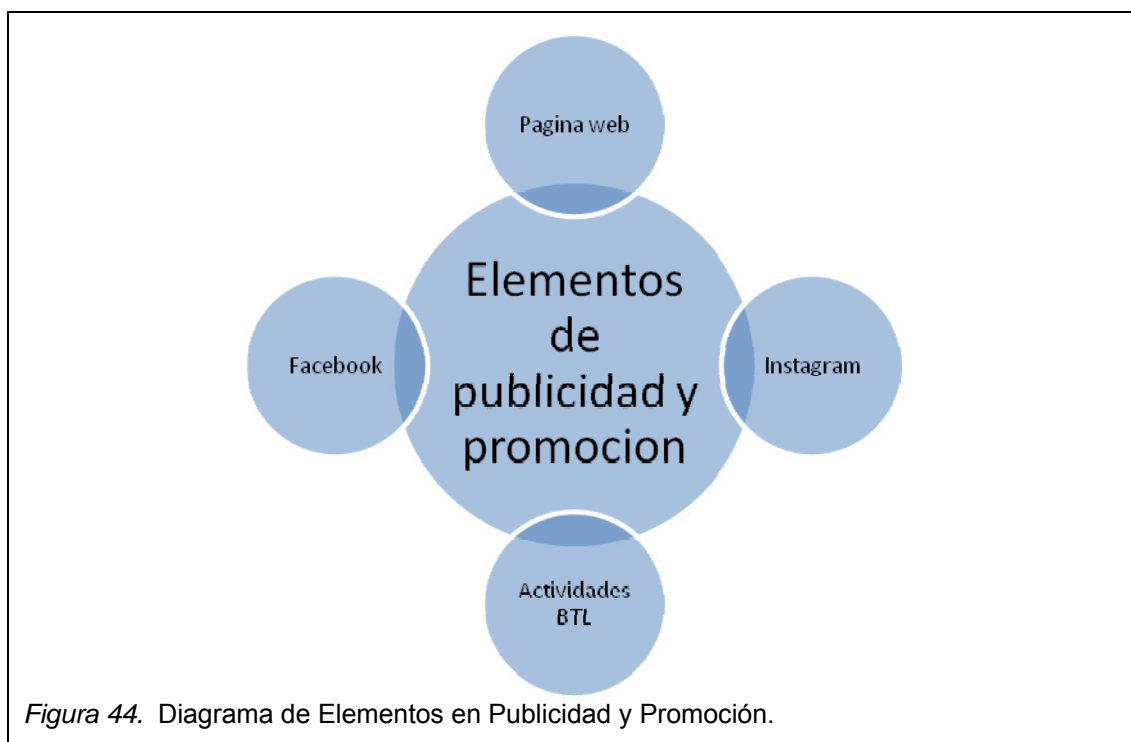 Pagina web
Elementos
de
publicidad y
promocion
Facebook
Instagram
Actividades
BTL
Figura 44. Diagrama de Elementos en Publicidad y Promoción.